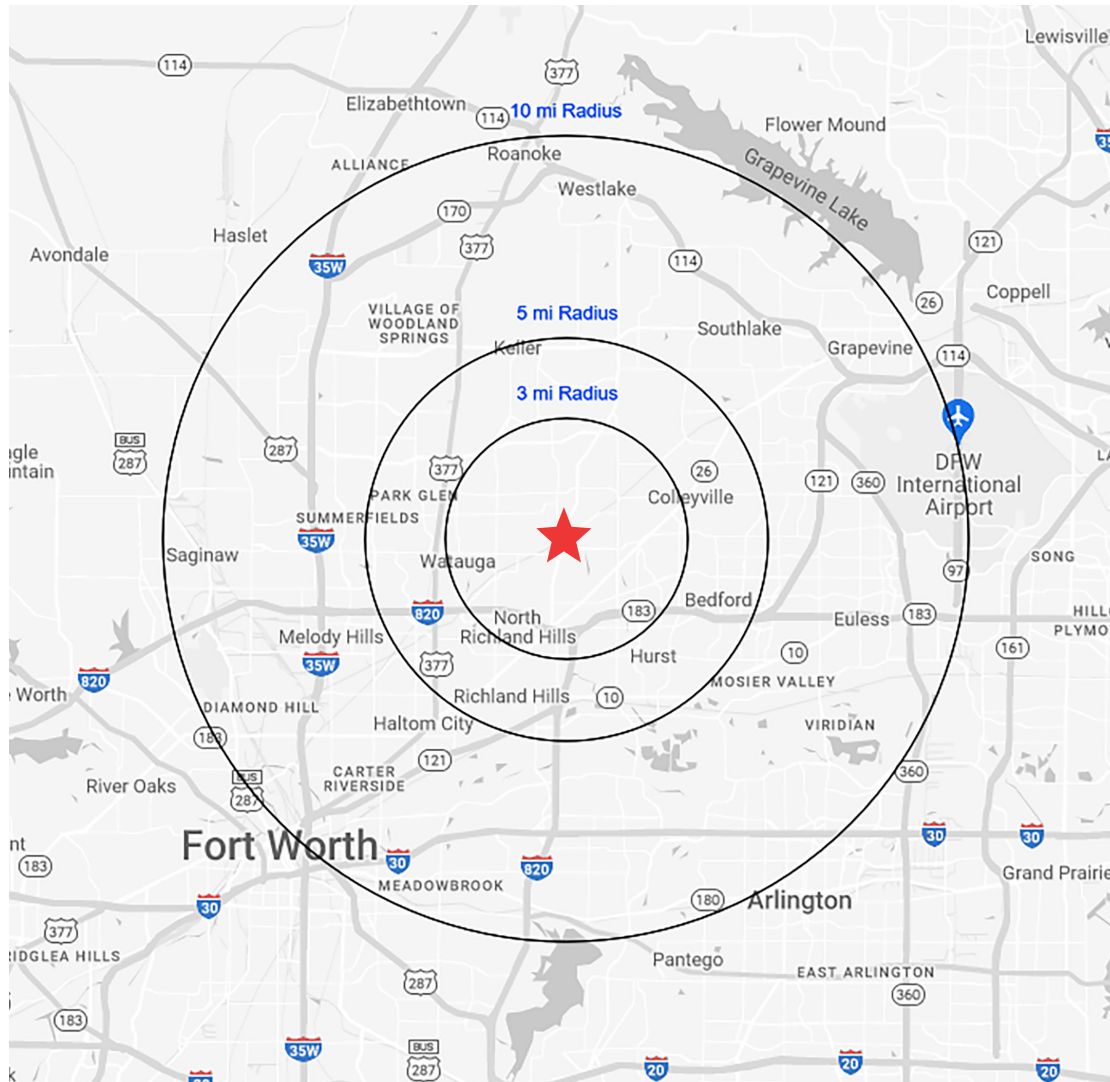 Lewisville
114
377
Elizabethtown
114
10 mi Radius
Flower Mound
35
Roanoke
ALLIANCE
Grapevine Lake
Westlake
170
Haslet
377
121
Avondale
35W
114
Coppell
26
VILLAGE OF
WOODLAND
SPRINGS
5 mi Radius
Southlake
Keller
Grapevine
114
3 mi Radius
BUS
287
287
377
26
DFW
International
Airport
121
360
PARK GLEN
Colleyville
SUMMERFIELDS
35W
Saginaw
Watauga
SONG
97
820
183
Bedford
North
Richland Hills
Euless
183
HILL
PLYMO
Melody Hills
35W
377
Hurst
10
161
820
Worth
Richland Hills
10
MOSIER VALLEY
DIAMOND HILL
Haltom City
VIRIDIAN
183
121
360
BUS
287
CARTER
RIVERSIDE
River Oaks
Fort Worth
30
820
30
30
nt
183
Grand Prairie
MEADOWBROOK
180
Arlington
30
377
RIDGLEA HILLS
Pantego
EAST ARLINGTON
287
360
183
35W
BUS
287
20
20
20